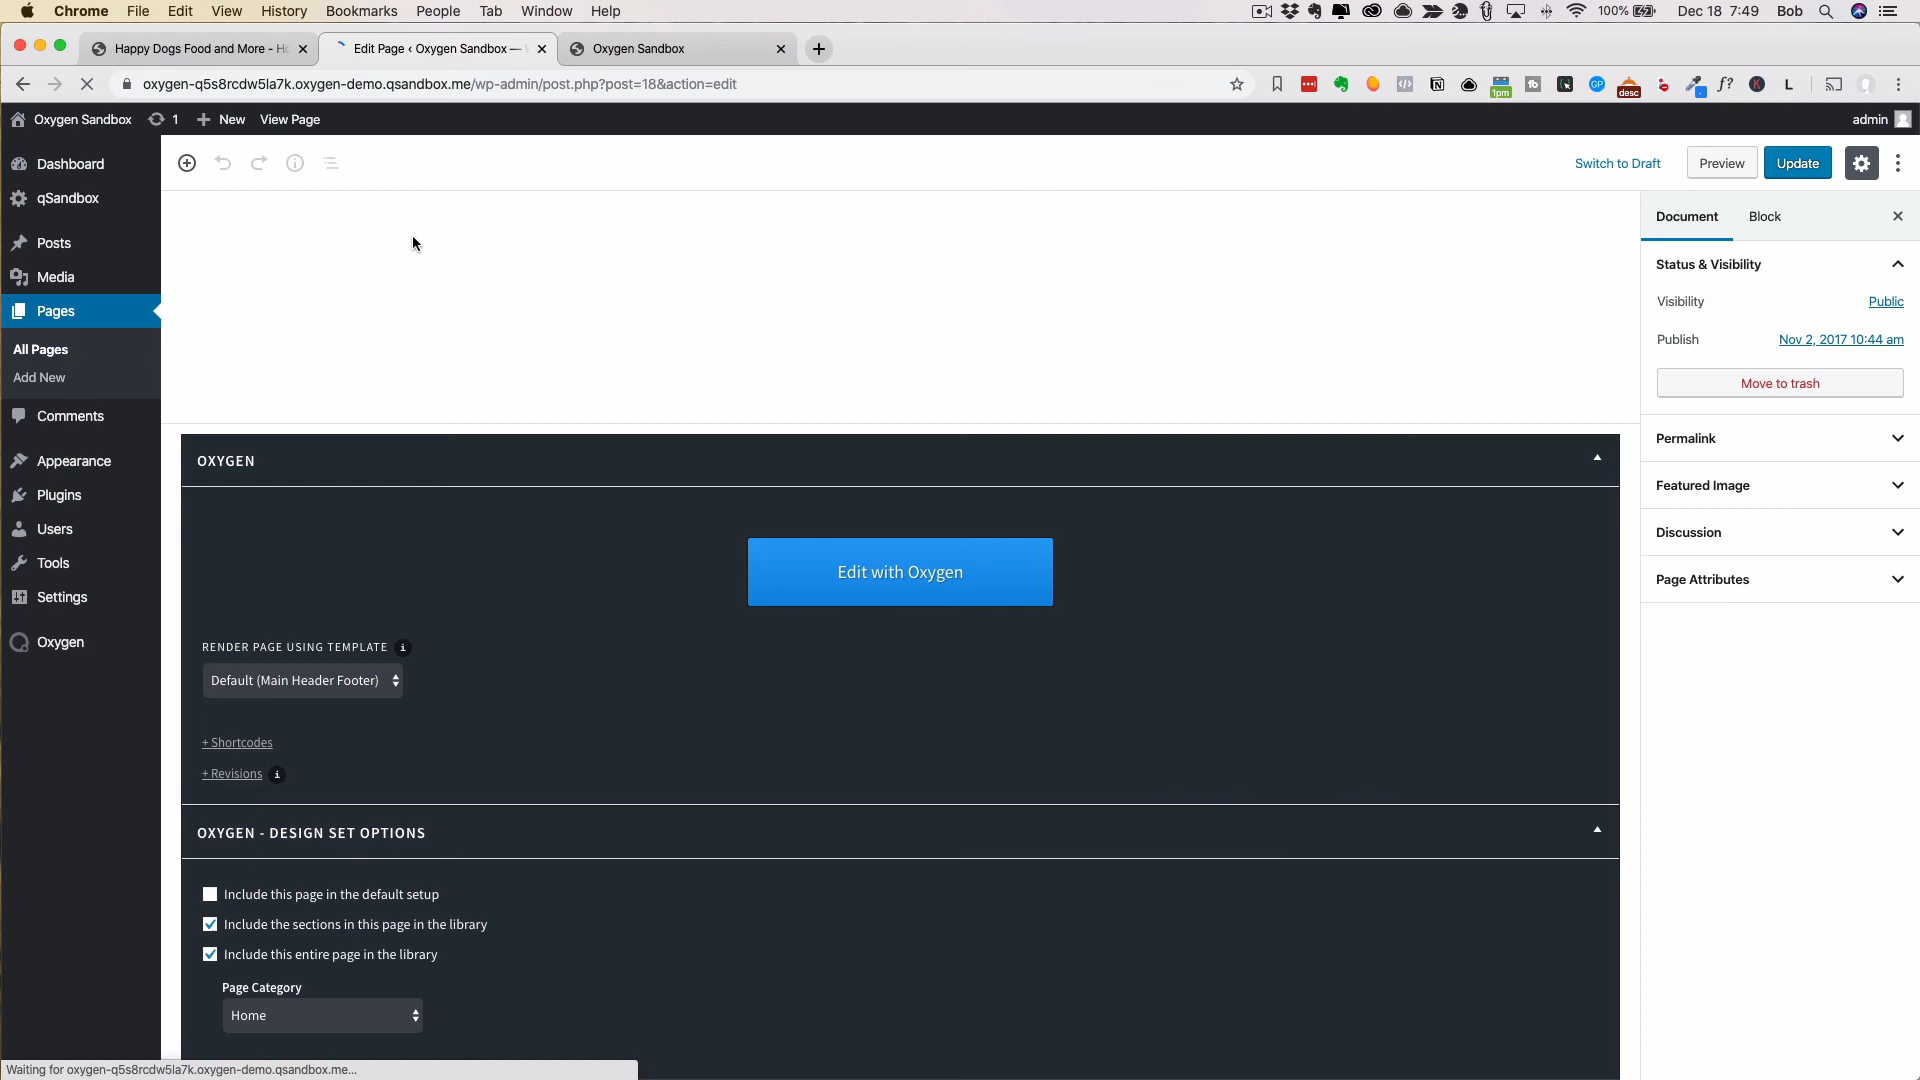 Chrome File Edit View History Bookmarks People Tab Window Help 100% Dec 18 7:49 Bob
Happy Dogs Food and More - Ho
Edit Page ‹ Oxygen Sandbox —
Oxygen Sandbox
oxygen-q5s8rcdw5la7k.oxygen-demo.qsandbox.me/wp-admin/post.php?post=18&action=edit
1pm
desc
GP
f?
K
L
Oxygen Sandbox 1 New View Page admin
Dashboard
qSandbox
Posts
Media
Pages
All Pages
Add New
Comments
Appearance
Plugins
Users
Tools
Settings
Oxygen
Switch to Draft Preview Update
Document Block
Status & Visibility
Visibility Public
Publish Nov 2, 2017 10:44 am
Move to trash
Permalink
Featured Image
Discussion
Page Attributes
OXYGEN
Edit with Oxygen
RENDER PAGE USING TEMPLATE i
Default (Main Header Footer)
+ Shortcodes
+ Revisions i
OXYGEN - DESIGN SET OPTIONS
Include this page in the default setup
Include the sections in this page in the library
Include this entire page in the library
Page Category
Home
Waiting for oxygen-q5s8rcdw5la7k.oxygen-demo.qsandbox.me...